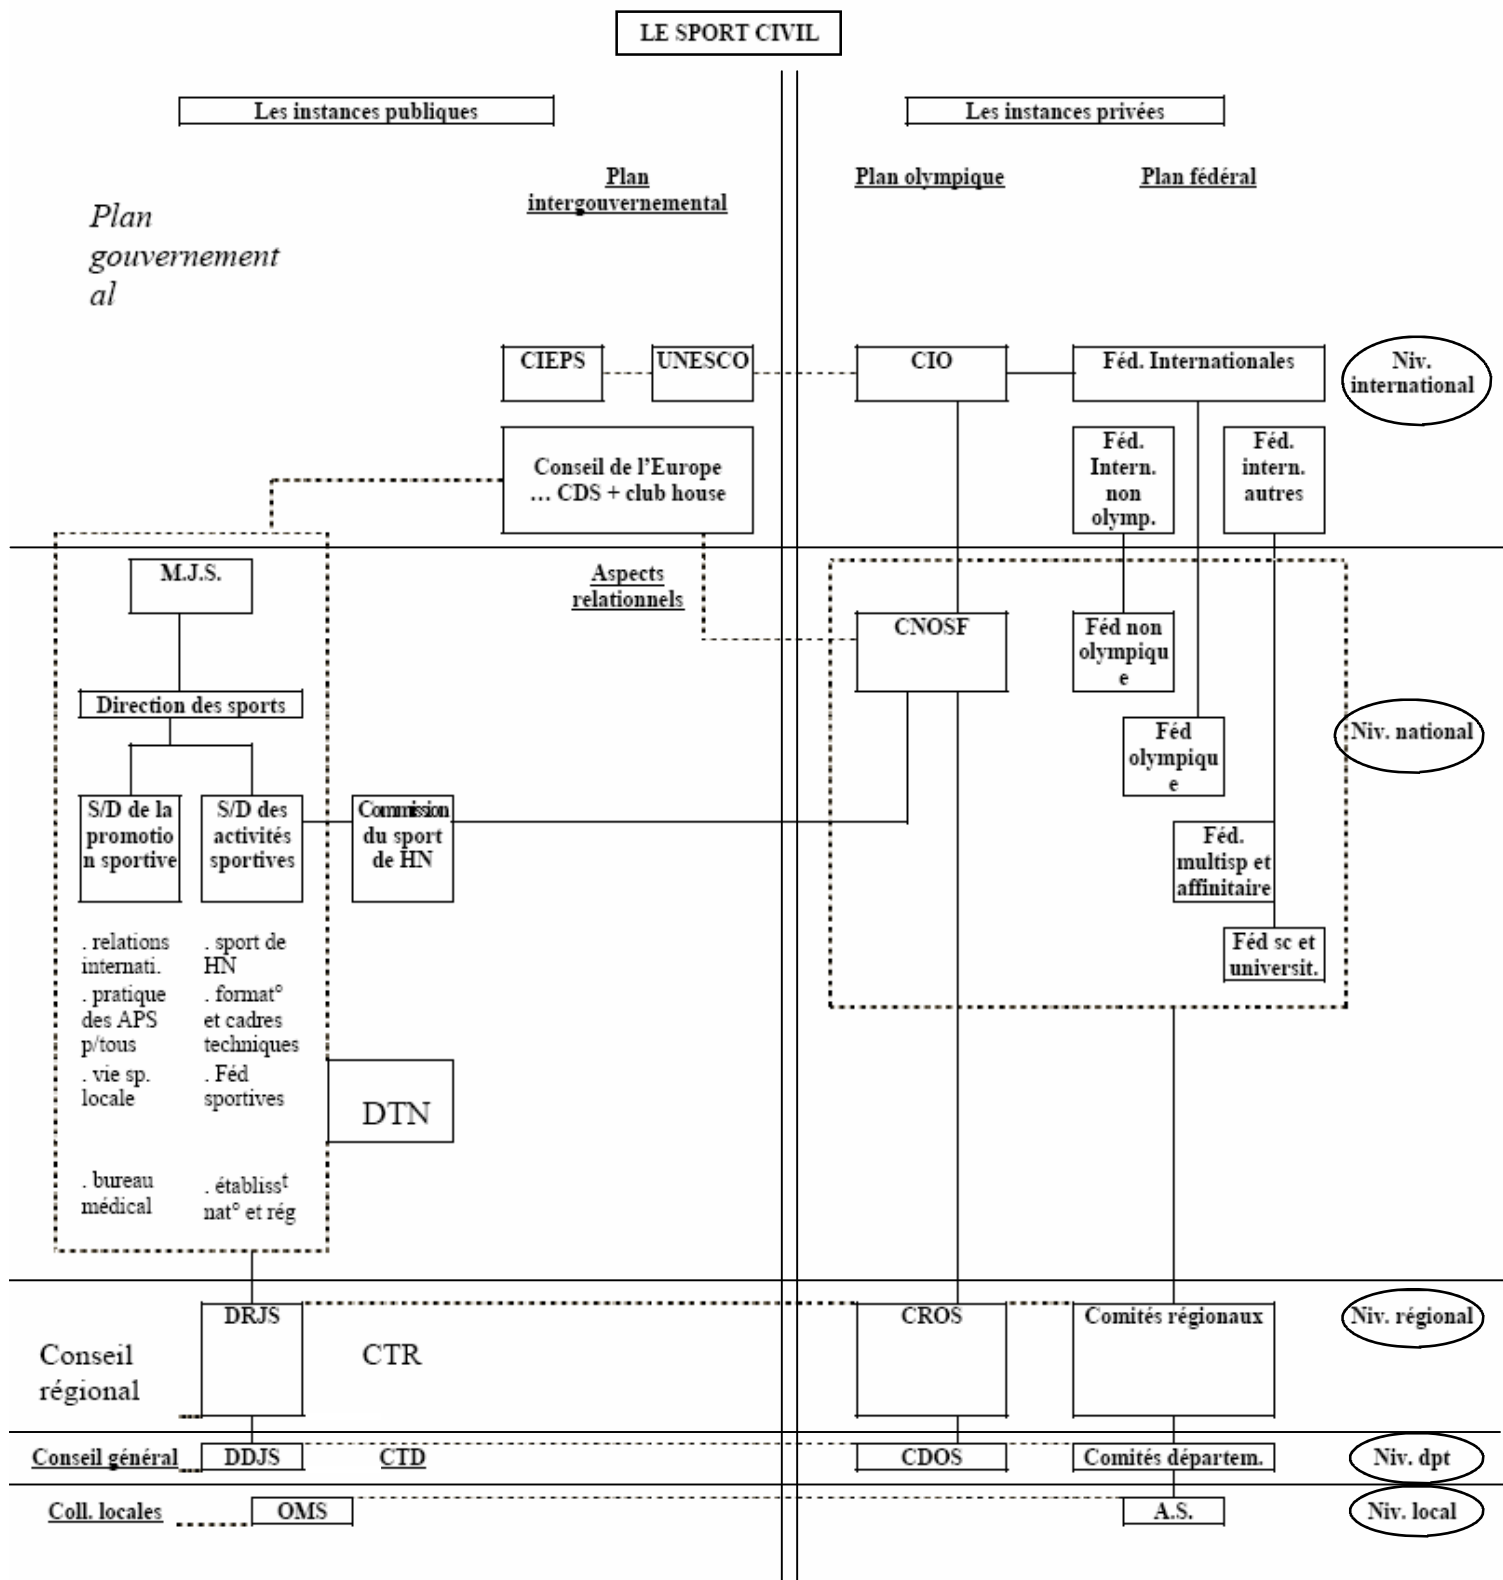 LE SPORT CIVIL
Les instances publiques
Les instances privées
Plan
intergouvernemental
Plan olympique
Plan fédéral
Plan
gouvernement
al
CIEPS
UNESCO
CIO
Féd. Internationales
Niv.
international
Conseil de l'Europe
... CDS + club house
Féd.
Intern.
non
olymp.
Féd.
intern.
autres
M.J.S.
Aspects
relationnels
CNOSF
Féd non
olympiqu
e
Direction des sports
Féd
olympiqu
e
Niv. national
S/D de la
promotio
n sportive
S/D des
activités
sportives
Commission
du sport
de HN
Féd.
multisp et
affinitaire
Féd sc et
universit.
. relations
internati.
. pratique
des APS
p/tous
. vie sp.
locale
. bureau
médical
. sport de
HN
. format°
et cadres
techniques
. Féd
sportives
. établisst
nat° et rég
DTN
DRJS
CROS
Comités régionaux
Niv. régional
Conseil
régional
CTR
Conseil général
DDJS
CTD
CDOS
Comités départem.
Niv. dpt
Coll. locales
OMS
A.S.
Niv. local